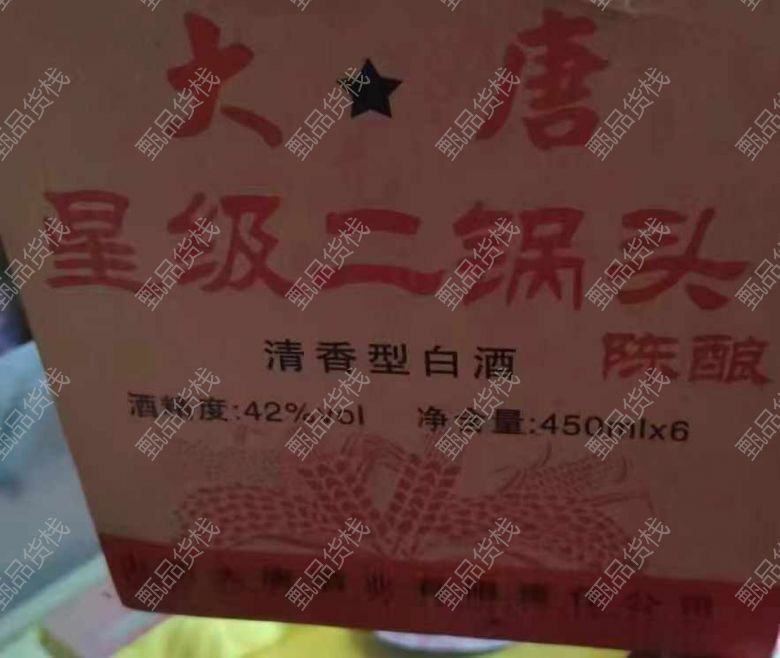 大★唐
星级二锅头
清香型白酒 陈酿
酒精度:42%vol 净含量:450mlx6
甄品货栈